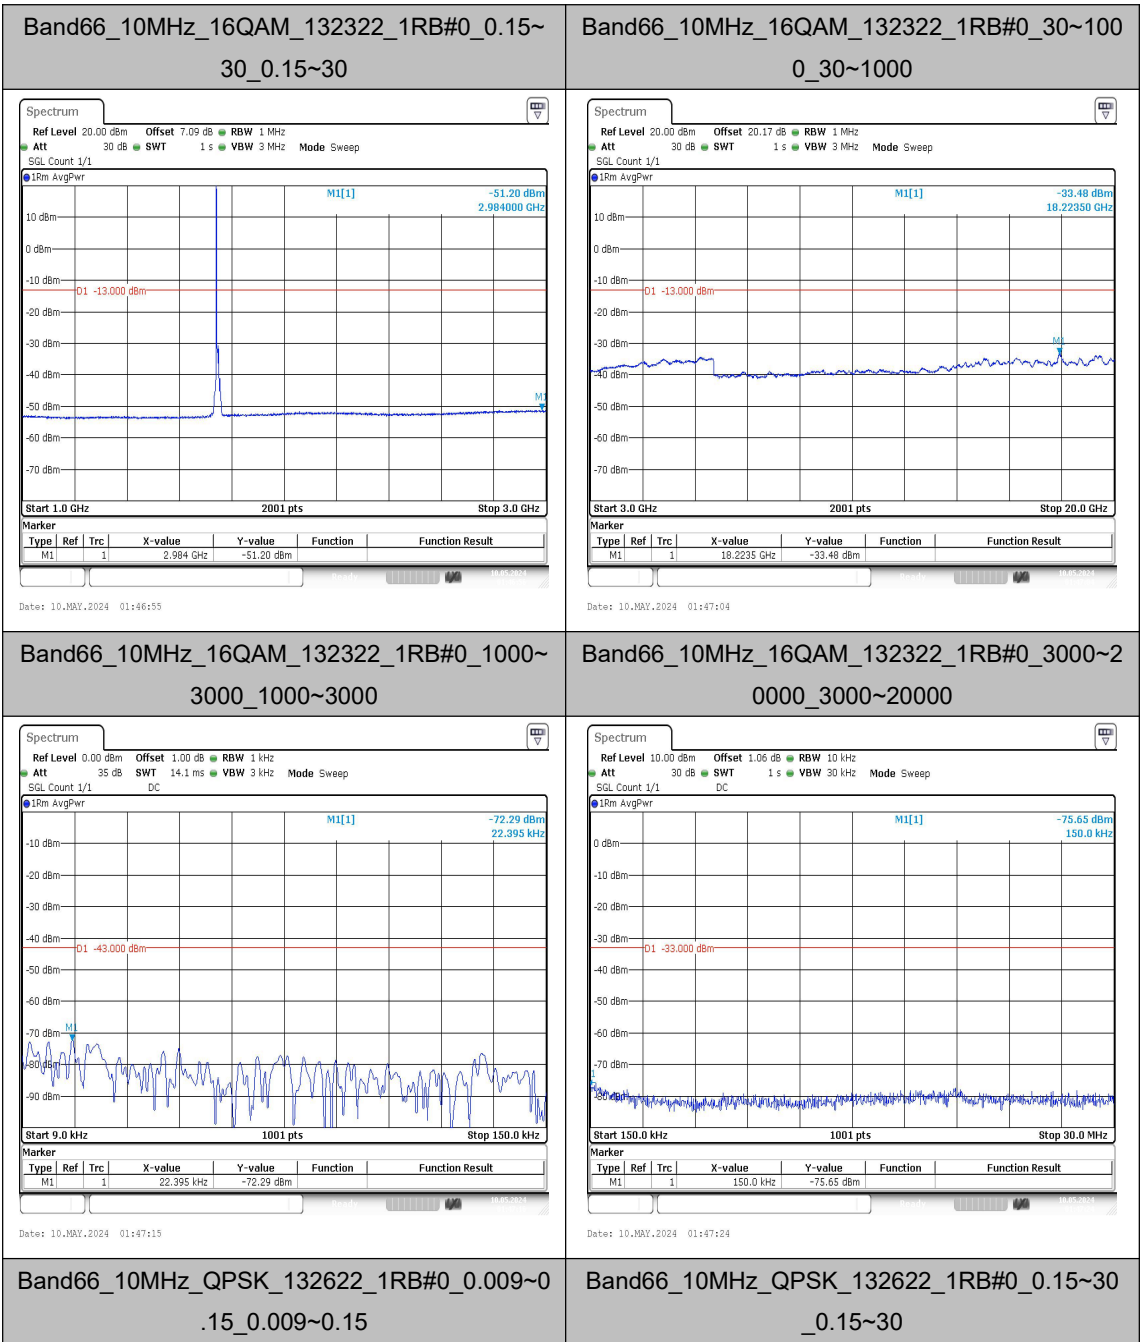 Band66_10MHz_16QAM_132322_1RB#0_0.15~
30_0.15~30
Band66_10MHz_16QAM_132322_1RB#0_30~100
0_30~1000
Spectrum
Ref Level 20.00 dBm Offset 7.09 dB RBW 1 MHz
Att 30 dB SWT 1 s VBW 3 MHz Mode Sweep
SGL Count 1/1
1Rm AvgPwr
M1[1] -51.20 dBm
2.984000 GHz
10 dBm
0 dBm
-10 dBm
D1 -13.000 dBm
-20 dBm
-30 dBm
-40 dBm
-50 dBm
M1
-60 dBm
-70 dBm
Start 1.0 GHz 2001 pts Stop 3.0 GHz
Marker
Type Ref Trc X-value Y-value Function Function Result
M1 1 2.984 GHz -51.20 dBm
Ready 10.05.2024
Date: 10.MAY.2024 01:46:55
Spectrum
Ref Level 20.00 dBm Offset 20.17 dB RBW 1 MHz
Att 30 dB SWT 1 s VBW 3 MHz Mode Sweep
SGL Count 1/1
1Rm AvgPwr
M1[1] -33.48 dBm
18.22350 GHz
10 dBm
0 dBm
-10 dBm
D1 -13.000 dBm
-20 dBm
-30 dBm
M1
-40 dBm
-50 dBm
-60 dBm
-70 dBm
Start 3.0 GHz 2001 pts Stop 20.0 GHz
Marker
Type Ref Trc X-value Y-value Function Function Result
M1 1 18.2235 GHz -33.48 dBm
Ready 10.05.2024
Date: 10.MAY.2024 01:47:04
Band66_10MHz_16QAM_132322_1RB#0_1000~
3000_1000~3000
Band66_10MHz_16QAM_132322_1RB#0_3000~2
0000_3000~20000
Spectrum
Ref Level 0.00 dBm Offset 1.00 dB RBW 1 kHz
Att 35 dB SWT 14.1 ms VBW 3 kHz Mode Sweep
SGL Count 1/1 DC
1Rm AvgPwr
M1[1] -72.29 dBm
22.395 kHz
-10 dBm
-20 dBm
-30 dBm
-40 dBm
D1 -43.000 dBm
-50 dBm
-60 dBm
-70 dBm
M1
-80 dBm
-90 dBm
Start 9.0 kHz 1001 pts Stop 150.0 kHz
Marker
Type Ref Trc X-value Y-value Function Function Result
M1 1 22.395 kHz -72.29 dBm
Ready 10.05.2024
Date: 10.MAY.2024 01:47:15
Spectrum
Ref Level 10.00 dBm Offset 1.06 dB RBW 10 kHz
Att 30 dB SWT 1 s VBW 30 kHz Mode Sweep
SGL Count 1/1 DC
1Rm AvgPwr
M1[1] -75.65 dBm
150.0 kHz
0 dBm
-10 dBm
-20 dBm
-30 dBm
D1 -33.000 dBm
-40 dBm
-50 dBm
-60 dBm
-70 dBm
-80 dBm
Start 150.0 kHz 1001 pts Stop 30.0 MHz
Marker
Type Ref Trc X-value Y-value Function Function Result
M1 1 150.0 kHz -75.65 dBm
Ready 10.05.2024
Date: 10.MAY.2024 01:47:24
Band66_10MHz_QPSK_132622_1RB#0_0.009~0
.15_0.009~0.15
Band66_10MHz_QPSK_132622_1RB#0_0.15~30
_0.15~30